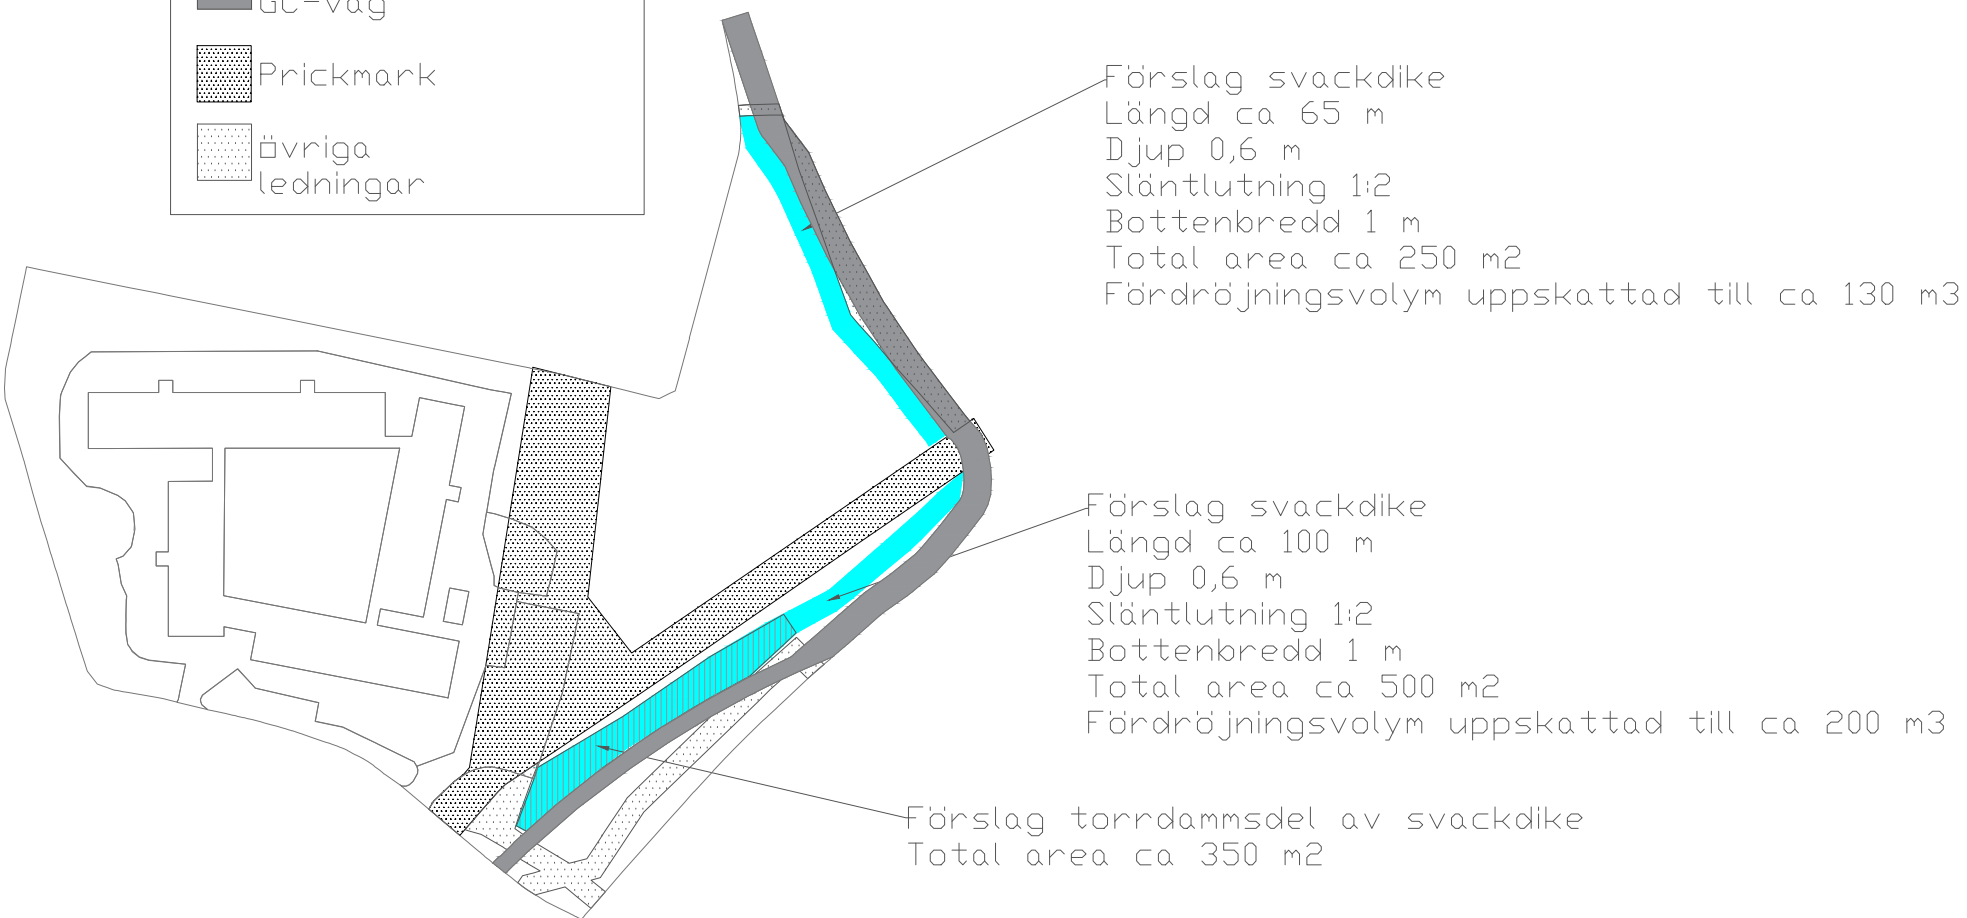 GC-väg
Prickmark
övriga
ledningar
Förslag svackdike
Längd ca 65 m
Djup 0,6 m
Släntlutning 1:2
Bottenbredd 1 m
Total area ca 250 m2
Fördröjningsvolym uppskattad till ca 130 m3
Förslag svackdike
Längd ca 100 m
Djup 0,6 m
Släntlutning 1:2
Bottenbredd 1 m
Total area ca 500 m2
Fördröjningsvolym uppskattad till ca 200 m3
Förslag torrdammsdel av svackdike
Total area ca 350 m2